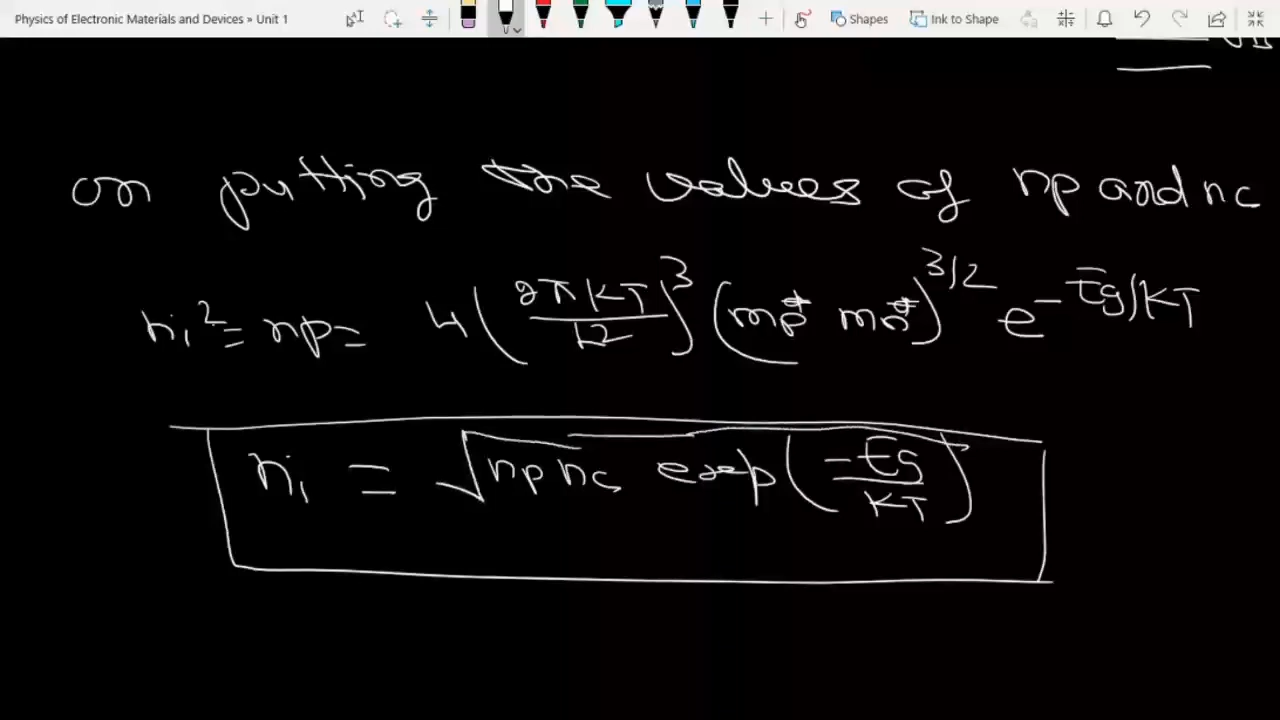 Physics of Electronic Materials and Devices » Unit 1
Shapes
Ink to Shape
on putting the values of np and nc
ni² = np = 4 (2πKT/h²)³ (mp* mn*)^3/2 e^-Eg/KT
ni = √np nc exp(-Eg/KT)